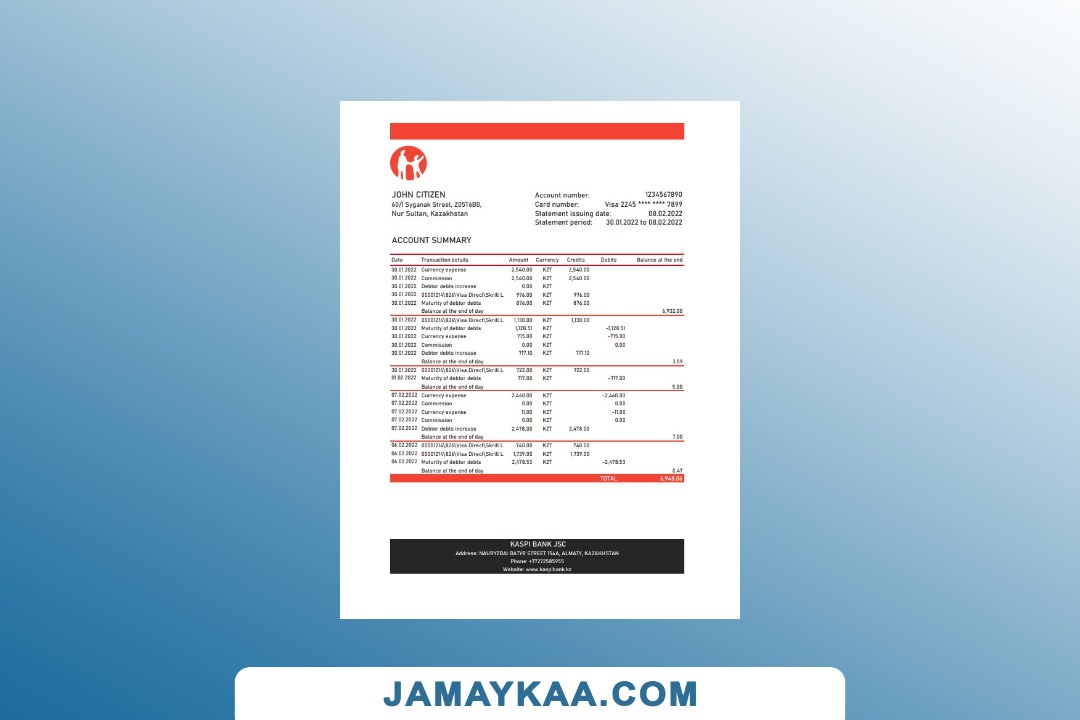 JOHN CITIZEN
60/1 Syganak Street, Z05T6B0,
Nur Sultan, Kazakhstan
Account number: 1234567890
Card number: Visa 2245 **** **** 7899
Statement issuing date: 08.02.2022
Statement period: 30.01.2022 to 08.02.2022
ACCOUNT SUMMARY
Date Transaction details Amount Currency Credits Debits Balance at the end
30.01.2022 Currency expense 2,540.00 KZT 2,540.00
30.01.2022 Commission 2,540.00 KZT 2,540.00
30.01.2022 Debtor debts increase 0.00 KZT
30.01.2022 00001214\826\Visa Direct\Skrill L 976.00 KZT 976.00
30.01.2022 Maturity of debtor debts 876.00 KZT 876.00
Balance at the end of day 6,932.00
30.01.2022 00001214\826\Visa Direct\Skrill L 1,130.00 KZT 1,130.00
30.01.2022 Maturity of debtor debts 1,128.51 KZT -1,128.51
30.01.2022 Currency expense 715.00 KZT -715.00
30.01.2022 Commission 0.00 KZT 0.00
30.01.2022 Debtor debts increase 717.10 KZT 717.10
Balance at the end of day 3.59
30.01.2022 00001214\826\Visa Direct\Skrill L 722.00 KZT 722.00
01.02.2022 Maturity of debtor debts 717.00 KZT -717.00
Balance at the end of day 5.00
07.02.2022 Currency expense 2,460.00 KZT -2,460.00
07.02.2022 Commission 0.00 KZT 0.00
07.02.2022 Currency expense 11.00 KZT -11.00
07.02.2022 Commission 0.00 KZT 0.00
07.02.2022 Debtor debts increase 2,478.00 KZT 2,478.00
Balance at the end of day 7.00
06.02.2022 00001214\826\Visa Direct\Skrill L 740.00 KZT 740.00
06.02.2022 00001214\826\Visa Direct\Skrill L 1,739.00 KZT 1,739.00
06.02.2022 Maturity of debtor debts 2,478.53 KZT -2,478.53
Balance at the end of day 0.47
TOTAL 6,948.06
KASPI BANK JSC
Address: NAURYZBAI BATYR STREET 154A, ALMATY, KAZAKHSTAN
Phone: +77272585955
Website: www.kaspibank.kz
JAMAYKAA.COM